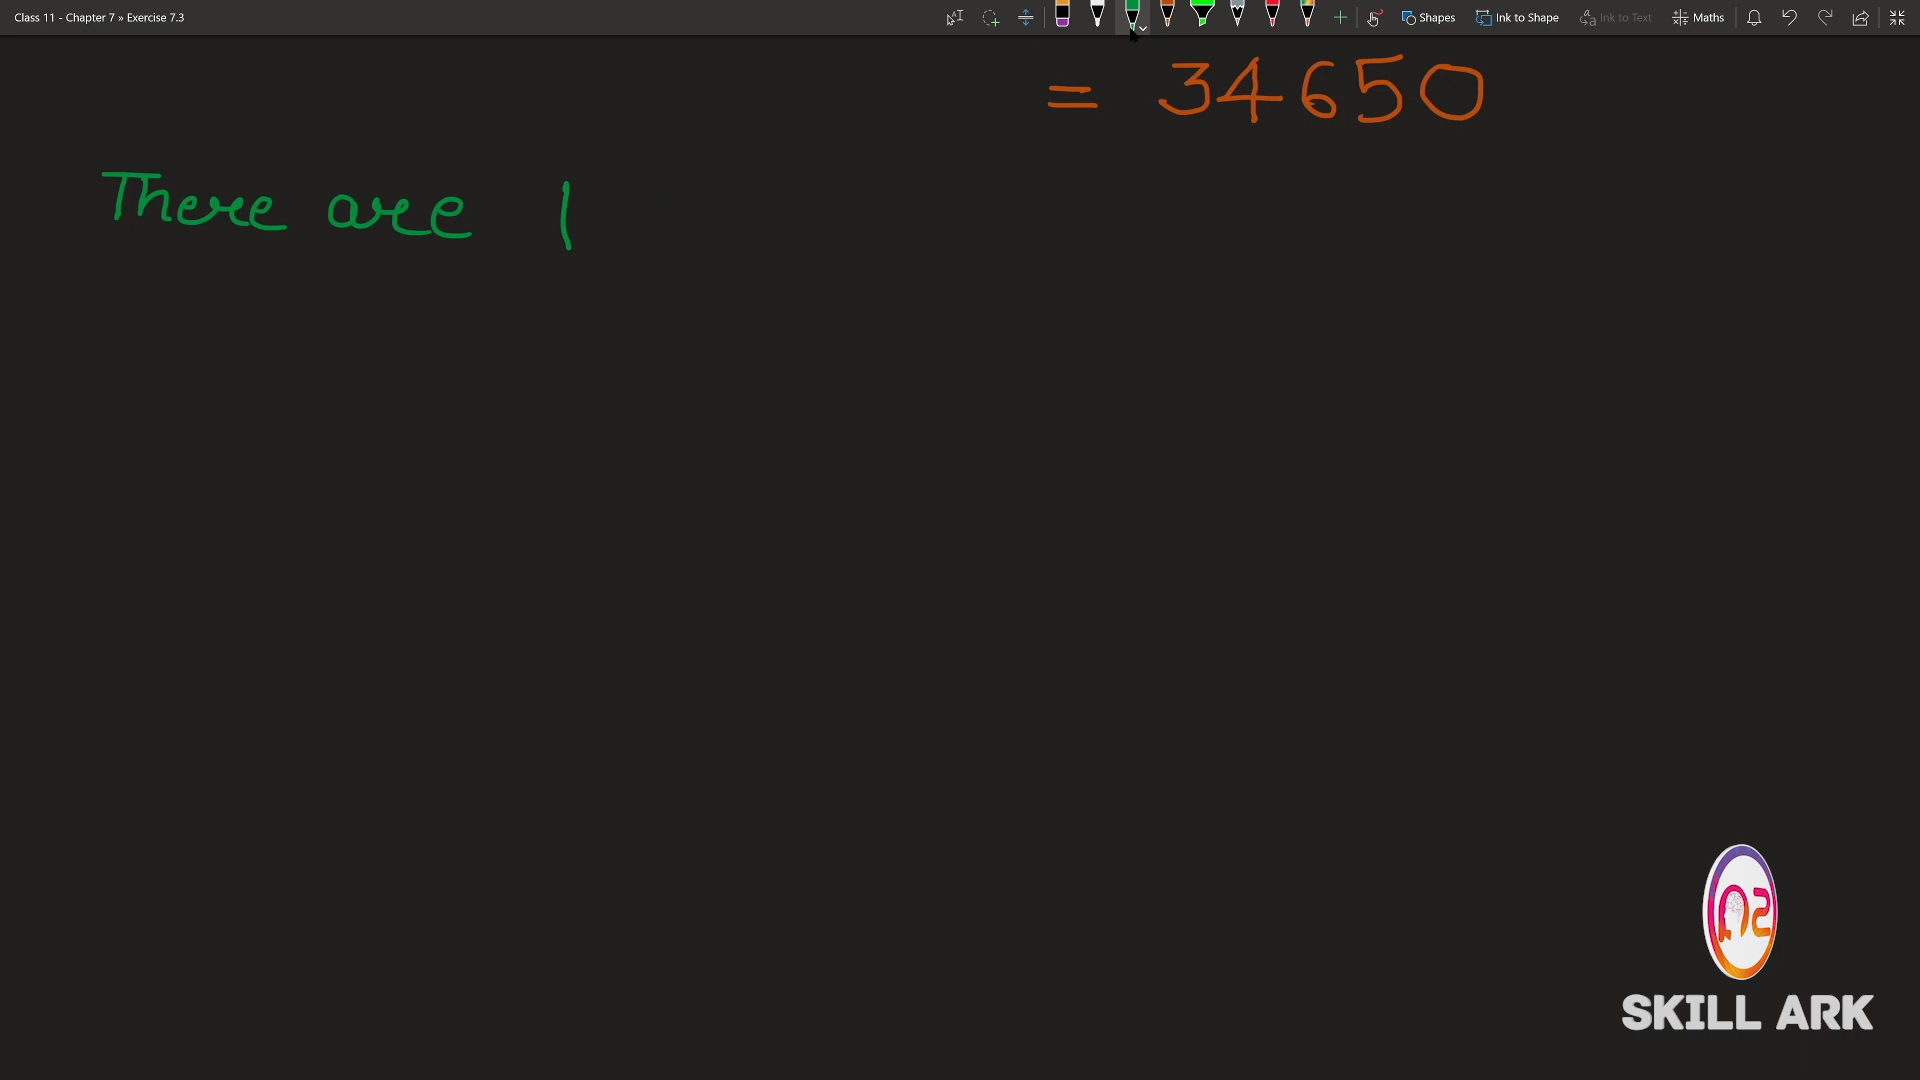 Class 11 - Chapter 7 » Exercise 7.3
Shapes
Ink to Shape
Ink to Text
Maths
= 34650
There are |
SKILL ARK